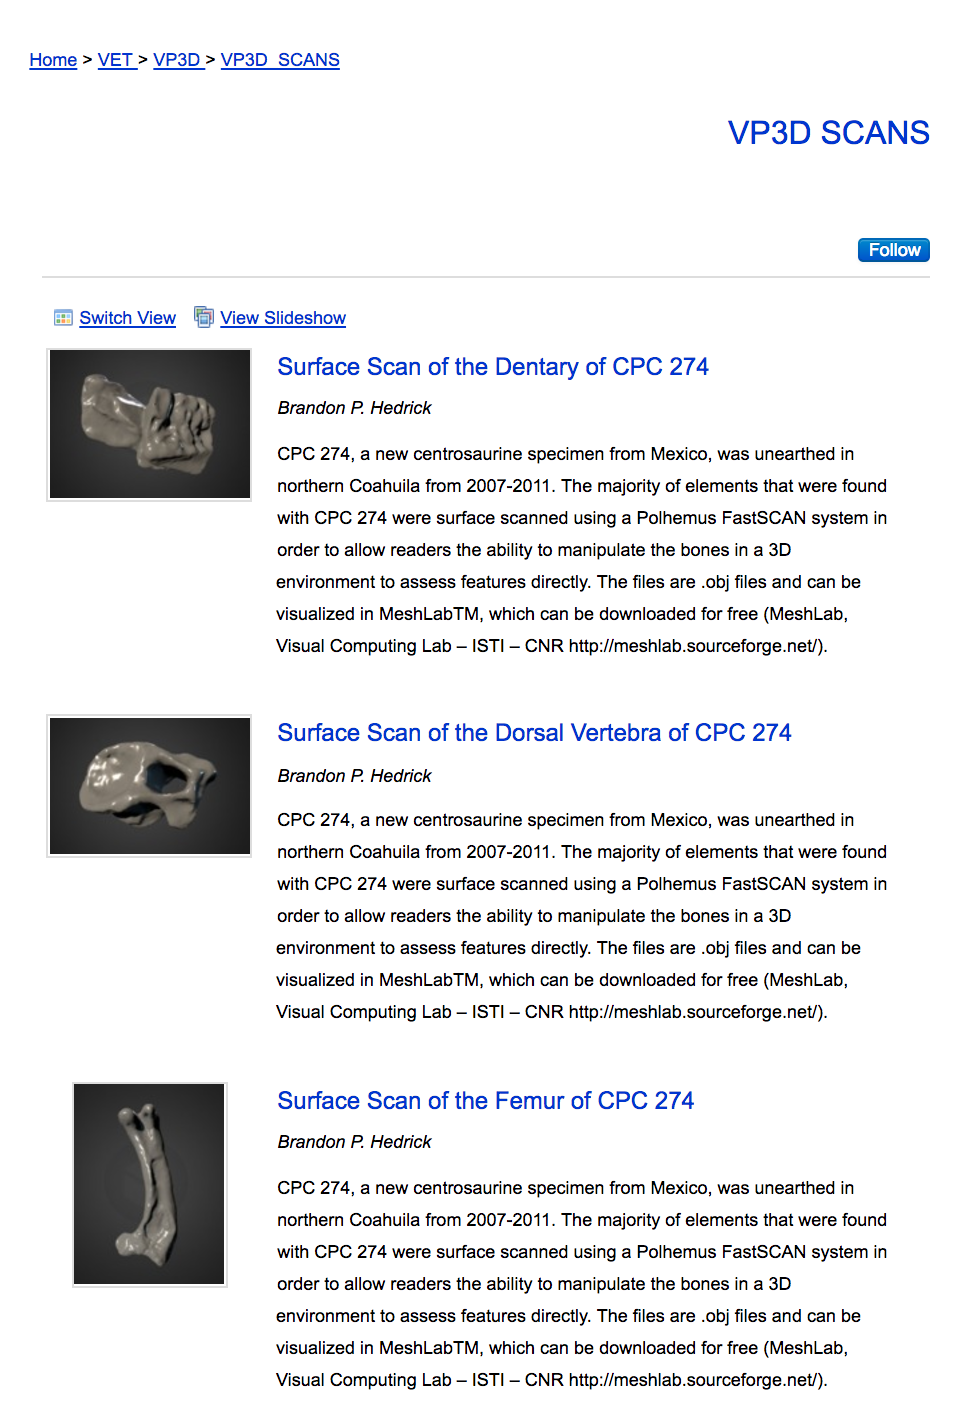 Home > VET > VP3D > VP3D_SCANS
VP3D SCANS
Follow
Switch View View Slideshow
Surface Scan of the Dentary of CPC 274
Brandon P. Hedrick
CPC 274, a new centrosaurine specimen from Mexico, was unearthed in
northern Coahuila from 2007-2011. The majority of elements that were found
with CPC 274 were surface scanned using a Polhemus FastSCAN system in
order to allow readers the ability to manipulate the bones in a 3D
environment to assess features directly. The files are .obj files and can be
visualized in MeshLabTM, which can be downloaded for free (MeshLab,
Visual Computing Lab – ISTI – CNR http://meshlab.sourceforge.net/).
Surface Scan of the Dorsal Vertebra of CPC 274
Brandon P. Hedrick
CPC 274, a new centrosaurine specimen from Mexico, was unearthed in
northern Coahuila from 2007-2011. The majority of elements that were found
with CPC 274 were surface scanned using a Polhemus FastSCAN system in
order to allow readers the ability to manipulate the bones in a 3D
environment to assess features directly. The files are .obj files and can be
visualized in MeshLabTM, which can be downloaded for free (MeshLab,
Visual Computing Lab – ISTI – CNR http://meshlab.sourceforge.net/).
Surface Scan of the Femur of CPC 274
Brandon P. Hedrick
CPC 274, a new centrosaurine specimen from Mexico, was unearthed in
northern Coahuila from 2007-2011. The majority of elements that were found
with CPC 274 were surface scanned using a Polhemus FastSCAN system in
order to allow readers the ability to manipulate the bones in a 3D
environment to assess features directly. The files are .obj files and can be
visualized in MeshLabTM, which can be downloaded for free (MeshLab,
Visual Computing Lab – ISTI – CNR http://meshlab.sourceforge.net/).